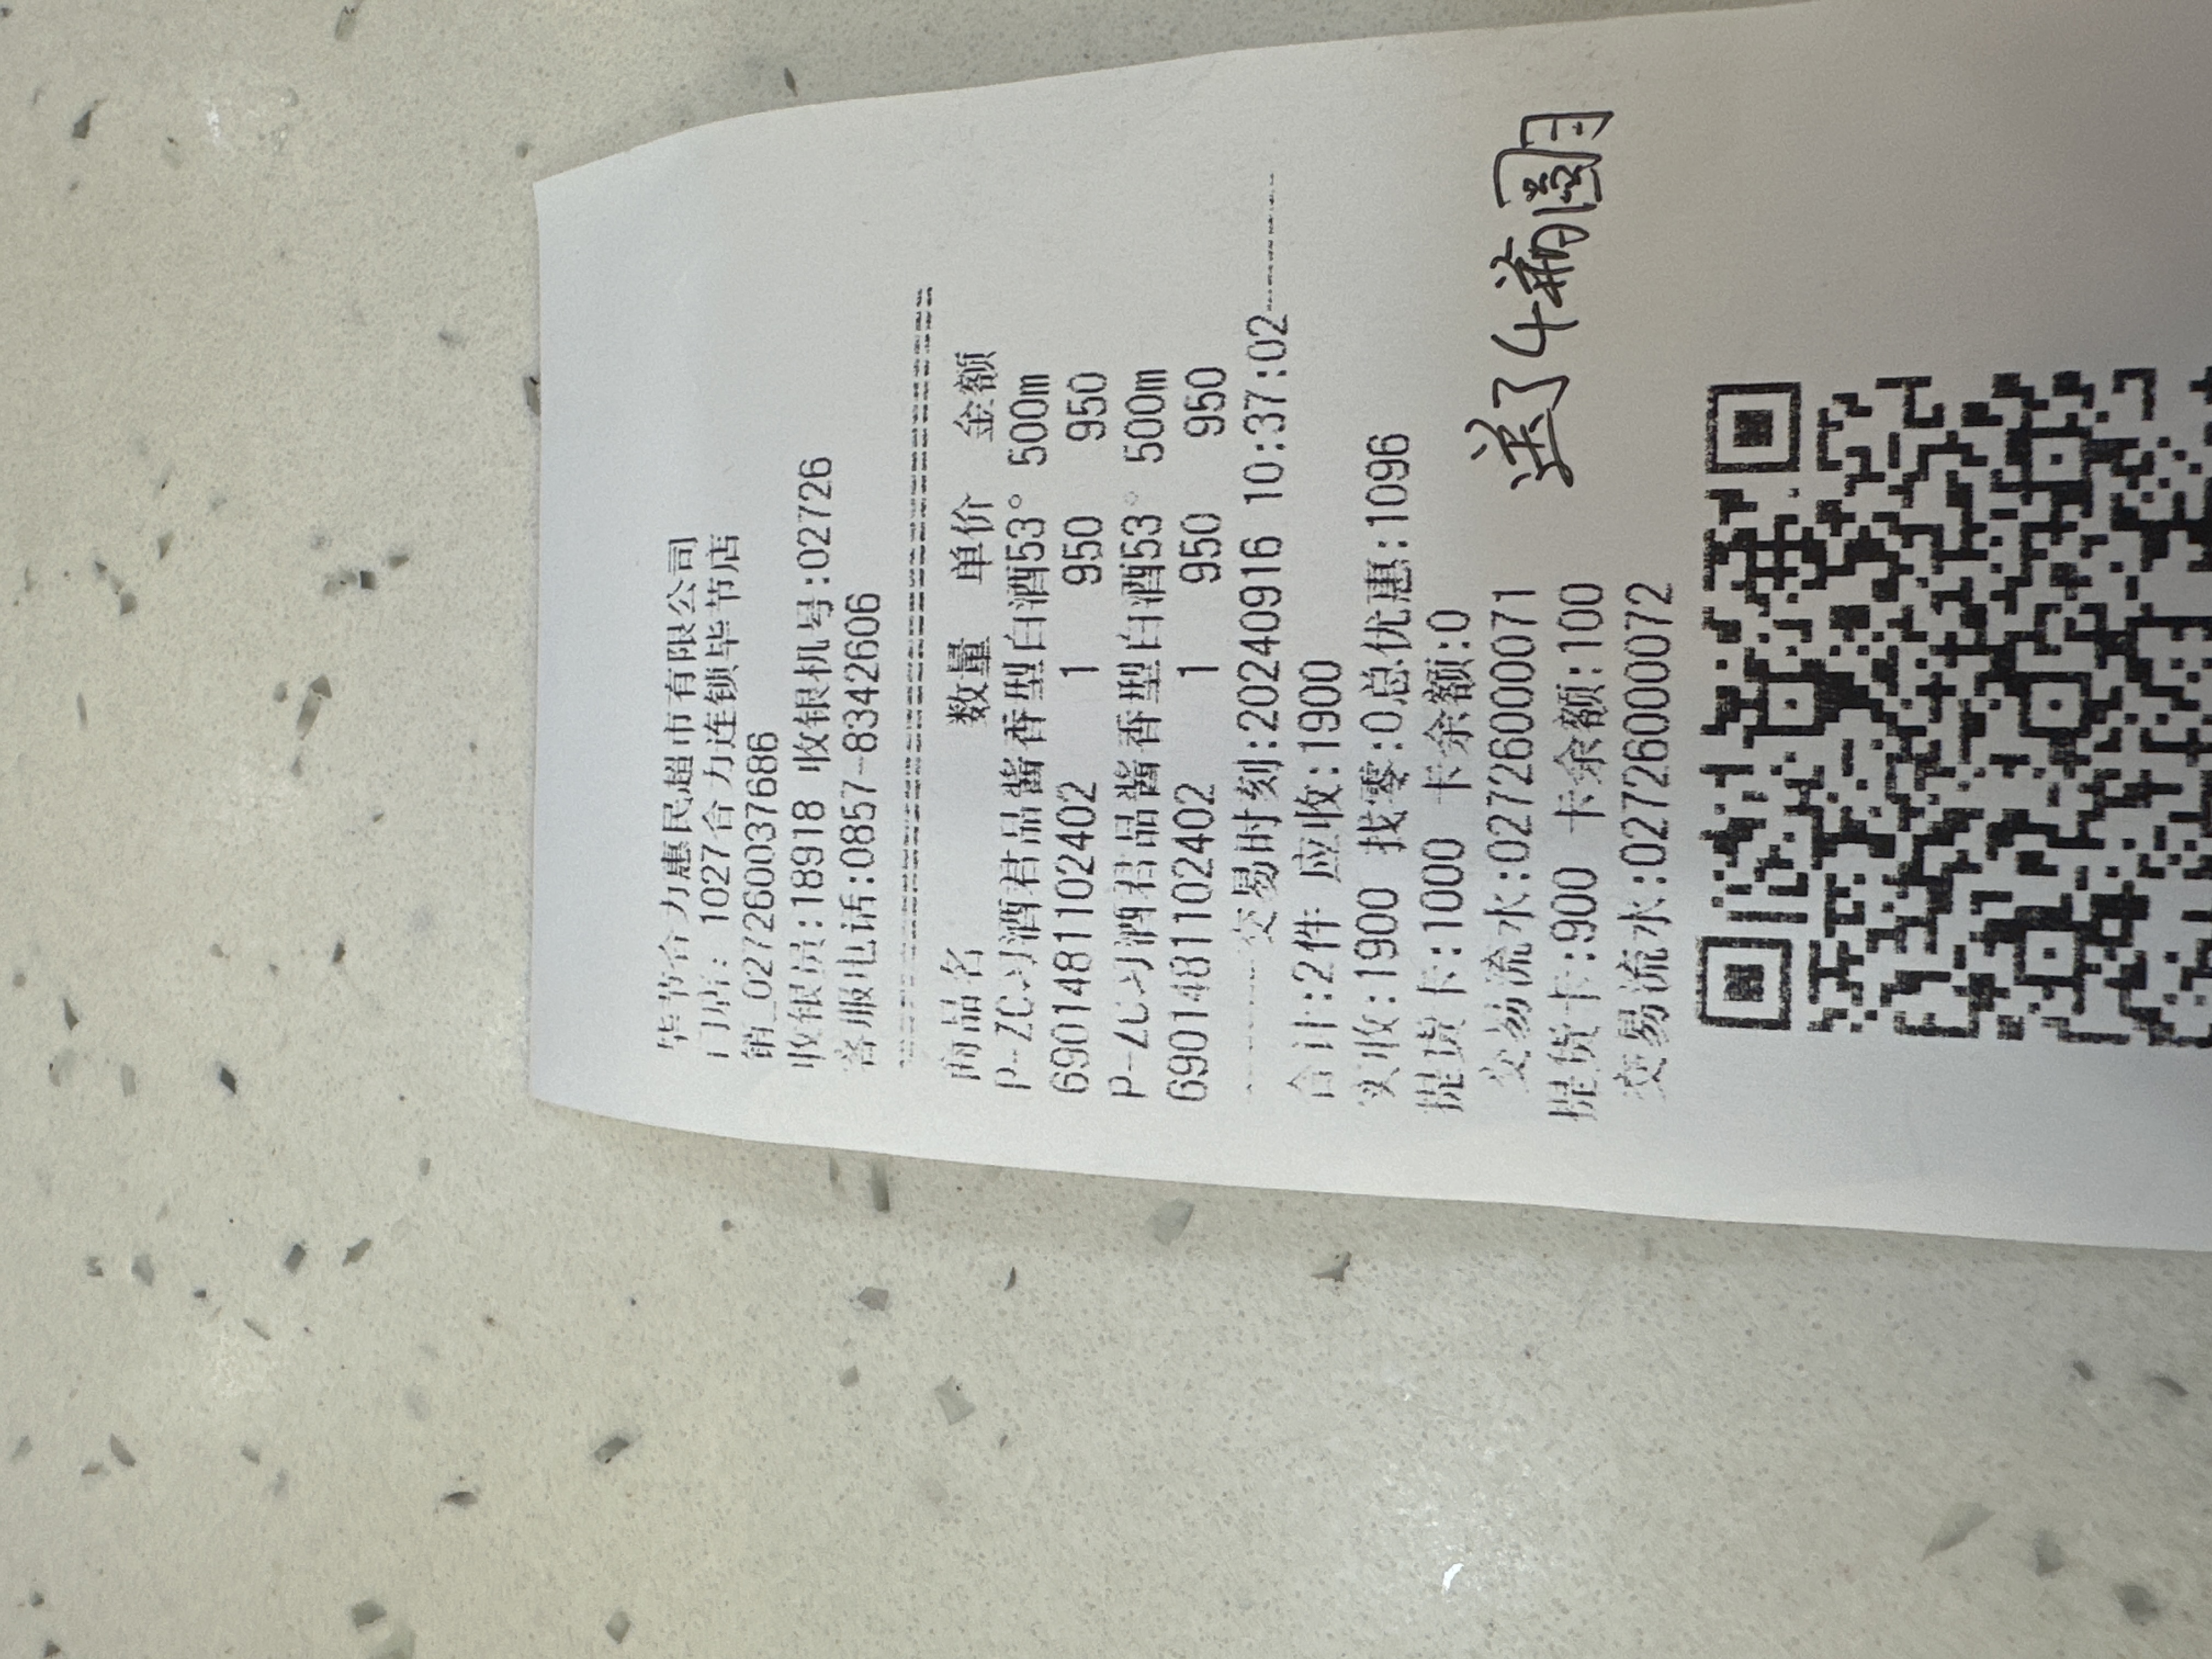 毕节合力惠民超市有限公司
门店: 1027合力连锁毕节店
销_027260037686
收银员:18918 收银机号:02726
客服电话:0857-8342606
商品名 数量 单价 金额
P-ZC习酒君品酱香型白酒53° 500m
6901481102402 1 950 950
P-ZC习酒君品酱香型白酒53° 500m
6901481102402 1 950 950
交易时刻:20240916 10:37:02
合计:2件 应收:1900
实收:1900 找零:0总优惠:1096
提货卡:1000 卡余额:0
交易流水:027260000071
提货卡:900 卡余额:100
交易流水:027260000072
送了4瓶圆月